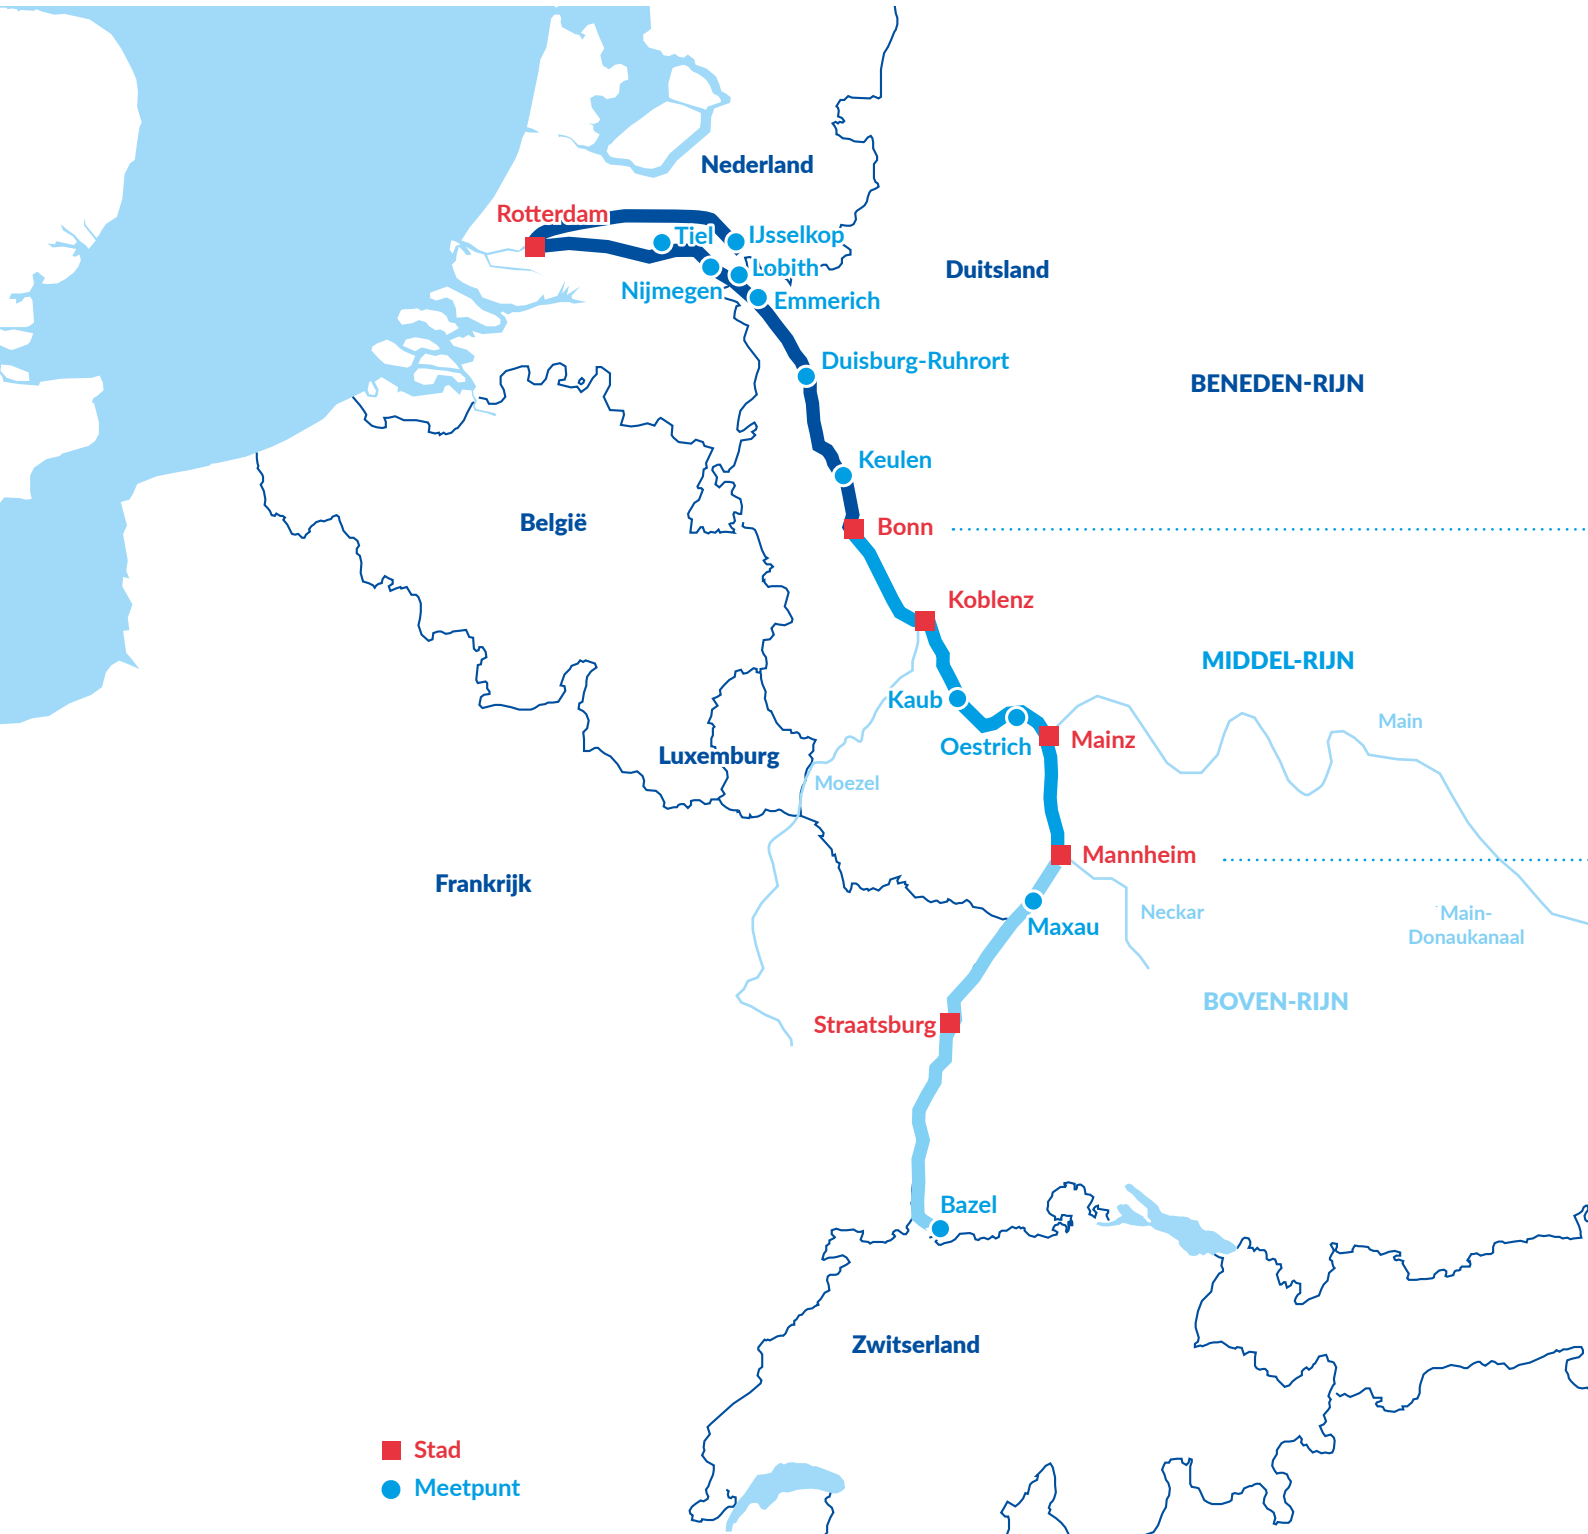 Nederland
Rotterdam
Tiel
IJsselkop
Lobith
Duitsland
Nijmegen
Emmerich
Duisburg-Ruhrort
BENEDEN-RIJN
Keulen
België
Bonn
Koblenz
MIDDEL-RIJN
Kaub
Main
Oestrich
Mainz
Luxemburg
Moezel
Mannheim
Frankrijk
Neckar
Main-
Donaukanaal
Maxau
BOVEN-RIJN
Straatsburg
Bazel
Zwitserland
Stad
Meetpunt